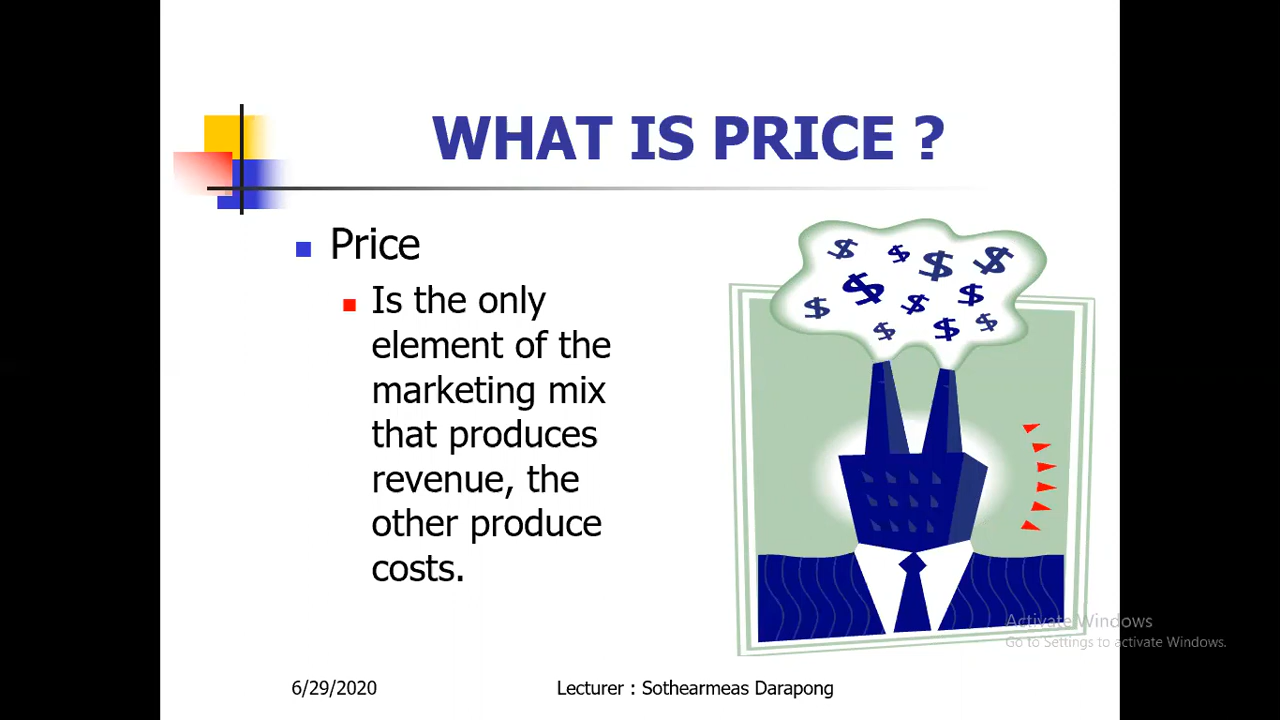 WHAT IS PRICE ?
Price
Is the only
element of the
marketing mix
that produces
revenue, the
other produce
costs.
$ $ $ $ $ $ $ $ $ $ $
Activate Windows
Go to Settings to activate Windows.
6/29/2020
Lecturer : Sothearmeas Darapong